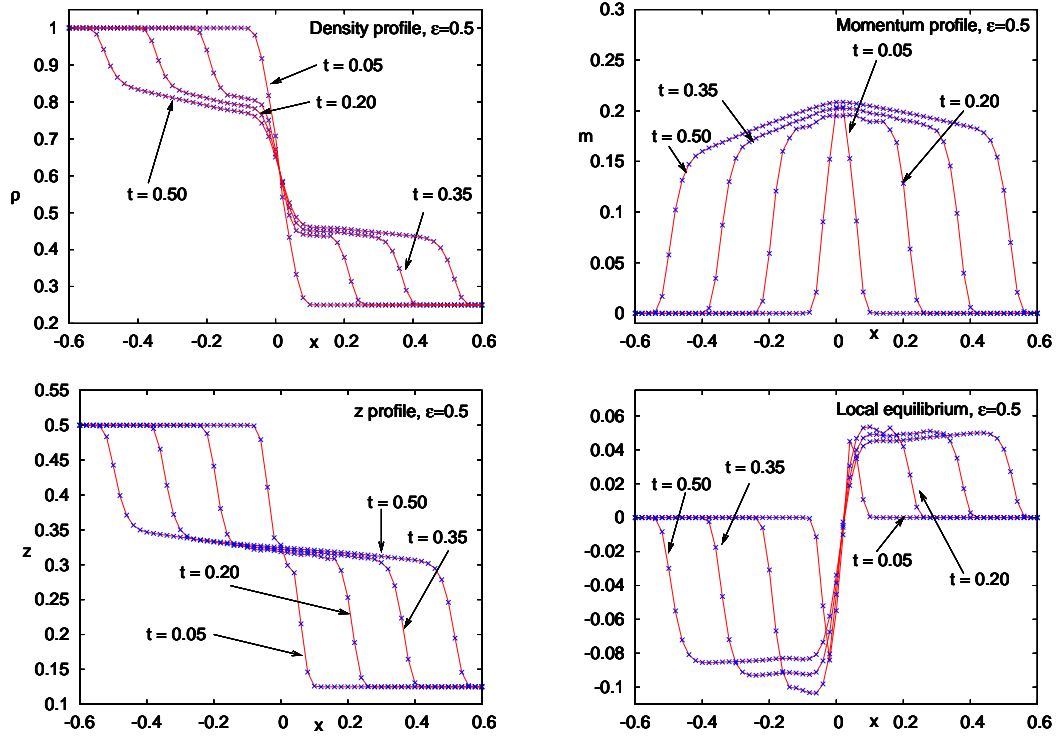 Density profile, ε=0.5
t = 0.05
t = 0.20
t = 0.50
t = 0.35
ρ
1
0.9
0.8
0.7
0.6
0.5
0.4
0.3
0.2
-0.6
-0.4
-0.2
0
0.2
0.4
0.6
x
Momentum profile, ε=0.5
t = 0.05
t = 0.35
t = 0.20
t = 0.50
m
0.3
0.25
0.2
0.15
0.1
0.05
0
-0.6
-0.4
-0.2
0
0.2
0.4
0.6
x
z profile, ε=0.5
t = 0.50
t = 0.35
t = 0.20
t = 0.05
z
0.55
0.5
0.45
0.4
0.35
0.3
0.25
0.2
0.15
0.1
-0.6
-0.4
-0.2
0
0.2
0.4
0.6
x
Local equilibrium, ε=0.5
t = 0.35
t = 0.50
t = 0.05
t = 0.20
0.06
0.04
0.02
0
-0.02
-0.04
-0.06
-0.08
-0.1
-0.6
-0.4
-0.2
0
0.2
0.4
0.6
x